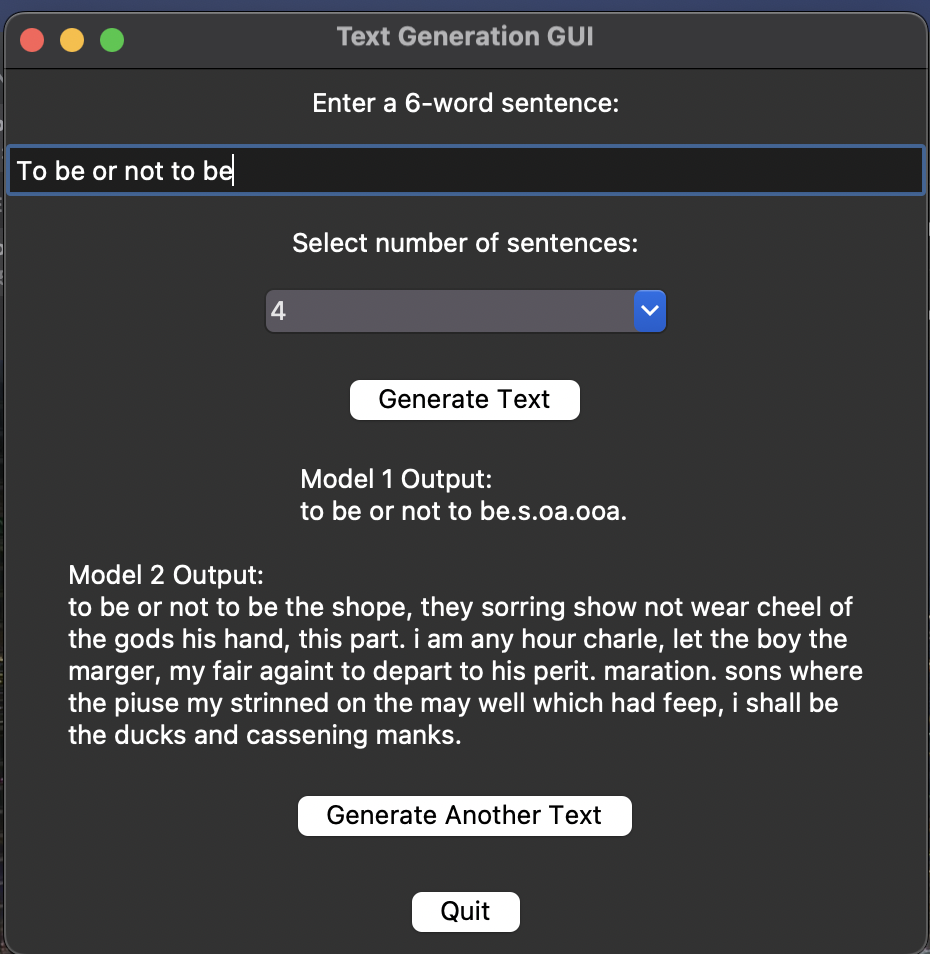 Text Generation GUI
Enter a 6-word sentence:
To be or not to be
Select number of sentences:
4
Generate Text
Model 1 Output:
to be or not to be.s.oa.ooa.
Model 2 Output:
to be or not to be the shope, they sorring show not wear cheel of
the gods his hand, this part. i am any hour charle, let the boy the
marger, my fair againt to depart to his perit. maration. sons where
the piuse my strinned on the may well which had feep, i shall be
the ducks and cassening manks.
Generate Another Text
Quit